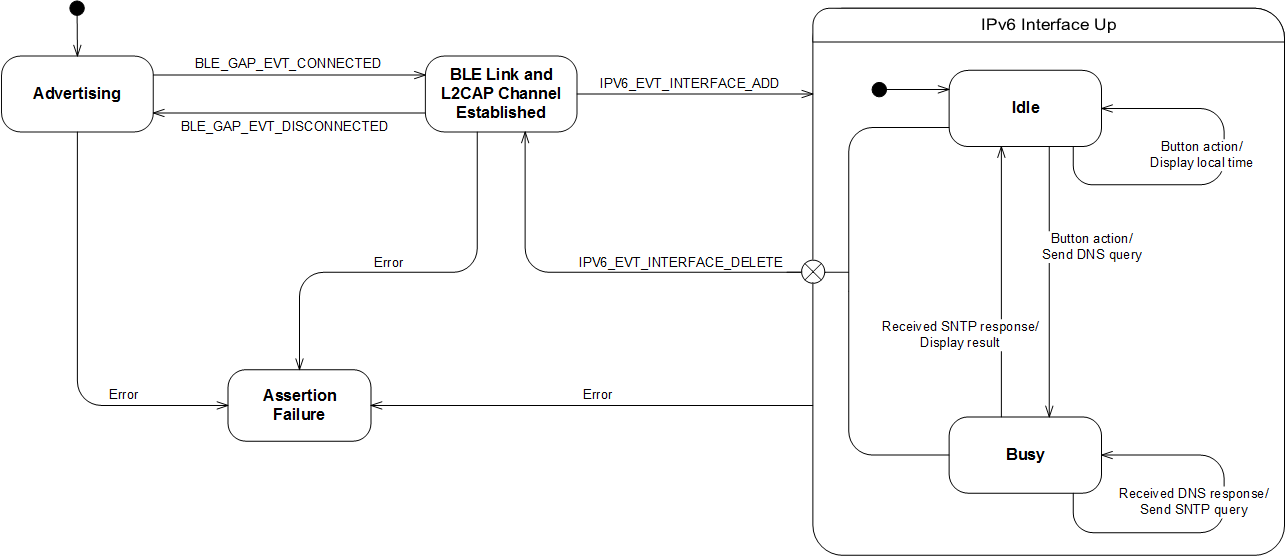 IPv6 Interface Up
Advertising
BLE_GAP_EVT_CONNECTED
BLE_GAP_EVT_DISCONNECTED
BLE Link and
L2CAP Channel
Established
IPV6_EVT_INTERFACE_ADD
Idle
Button action/
Display local time
Button action/
Send DNS query
Error
IPV6_EVT_INTERFACE_DELETE
Received SNTP response/
Display result
Error
Assertion
Failure
Error
Busy
Received DNS response/
Send SNTP query